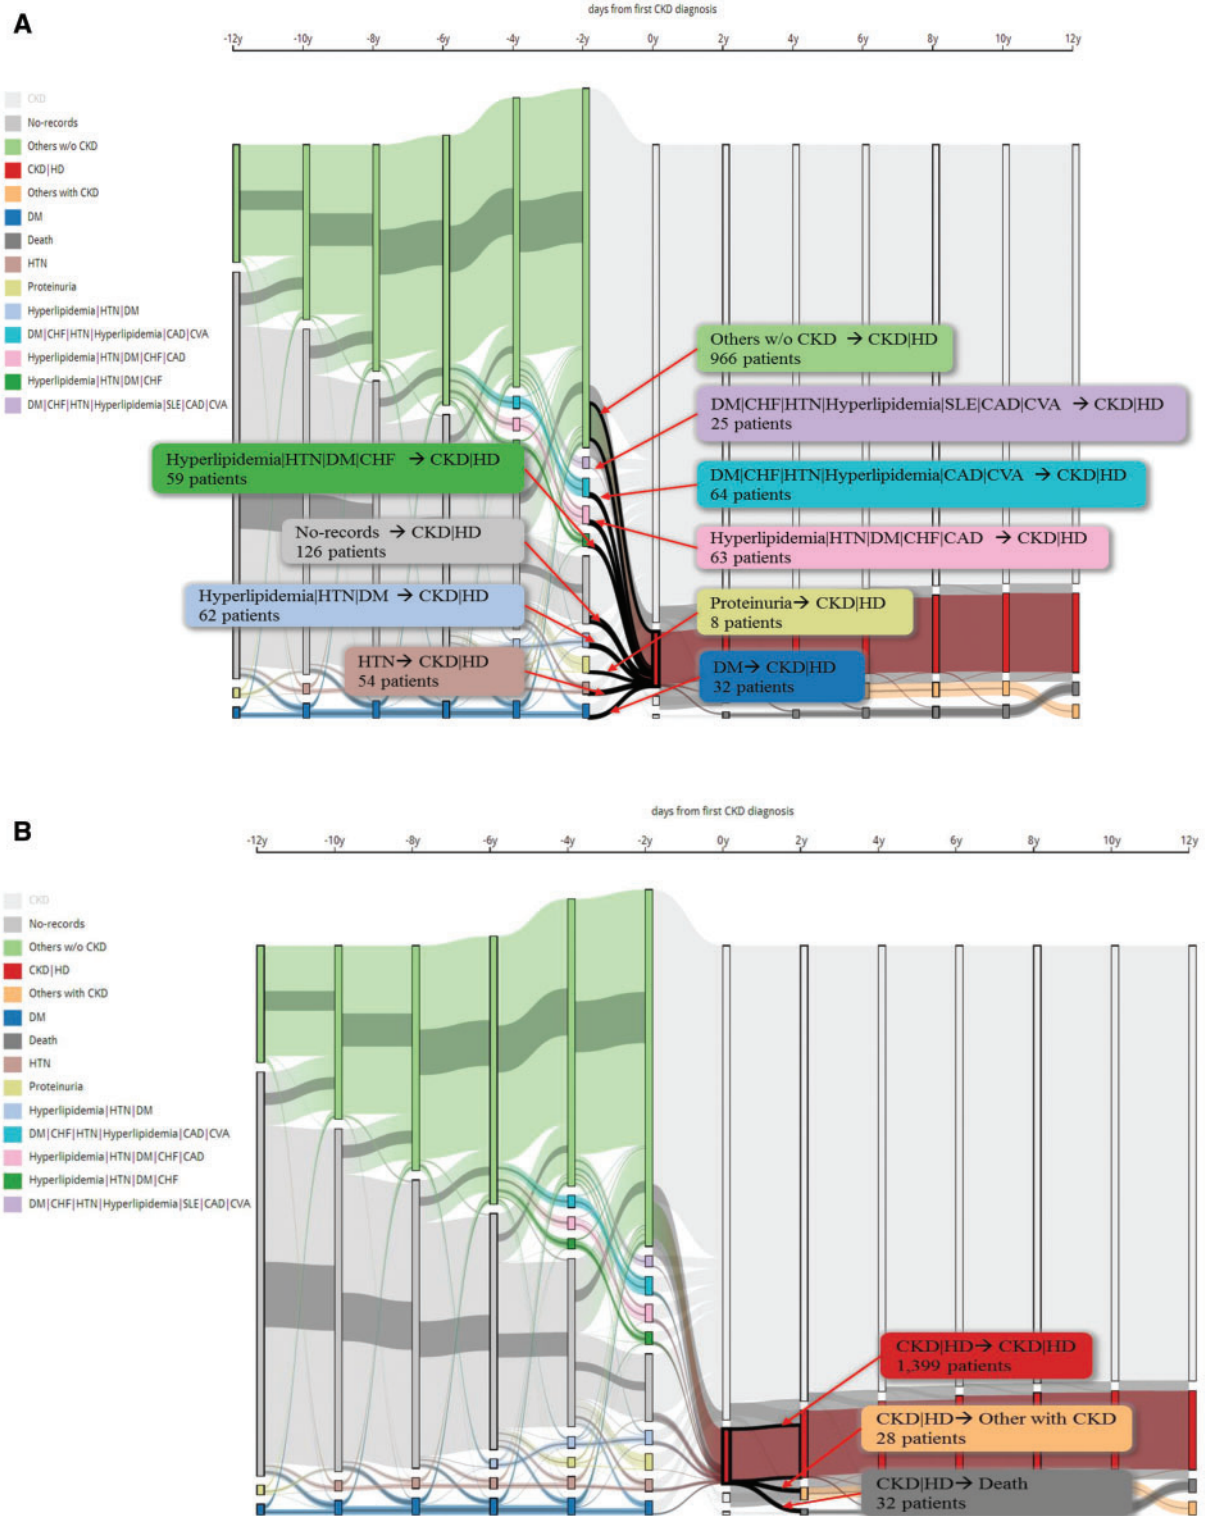 A
days from first CKD diagnosis
-12y -10y -8y -6y -4y -2y 0y 2y 4y 6y 8y 10y 12y
CKD
No-records
Others w/o CKD
CKD|HD
Others with CKD
DM
Death
HTN
Proteinuria
Hyperlipidemia|HTN|DM
DM|CHF|HTN|Hyperlipidemia|CAD|CVA
Hyperlipidemia|HTN|DM|CHF|CAD
Hyperlipidemia|HTN|DM|CHF
DM|CHF|HTN|Hyperlipidemia|SLE|CAD|CVA
Others w/o CKD → CKD|HD
966 patients
DM|CHF|HTN|Hyperlipidemia|SLE|CAD|CVA → CKD|HD
25 patients
Hyperlipidemia|HTN|DM|CHF → CKD|HD
59 patients
DM|CHF|HTN|Hyperlipidemia|CAD|CVA → CKD|HD
64 patients
No-records → CKD|HD
126 patients
Hyperlipidemia|HTN|DM|CHF|CAD → CKD|HD
63 patients
Hyperlipidemia|HTN|DM → CKD|HD
62 patients
Proteinuria→ CKD|HD
8 patients
HTN→ CKD|HD
54 patients
DM→ CKD|HD
32 patients
B
days from first CKD diagnosis
-12y -10y -8y -6y -4y -2y 0y 2y 4y 6y 8y 10y 12y
CKD
No-records
Others w/o CKD
CKD|HD
Others with CKD
DM
Death
HTN
Proteinuria
Hyperlipidemia|HTN|DM
DM|CHF|HTN|Hyperlipidemia|CAD|CVA
Hyperlipidemia|HTN|DM|CHF|CAD
Hyperlipidemia|HTN|DM|CHF
DM|CHF|HTN|Hyperlipidemia|SLE|CAD|CVA
CKD|HD→ CKD|HD
1,399 patients
CKD|HD→ Other with CKD
28 patients
CKD|HD→ Death
32 patients